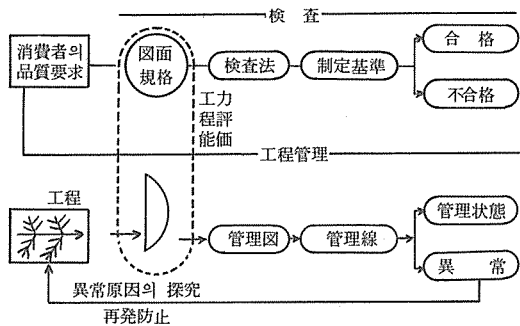 検 査
消費者의
品質要求
図面
規格
検査法
制定基準
合 格
不合格
工力
程評
能価
工程管理
工程
管理図
管理線
管理状態
異 常
異常原因의 探究
再発防止